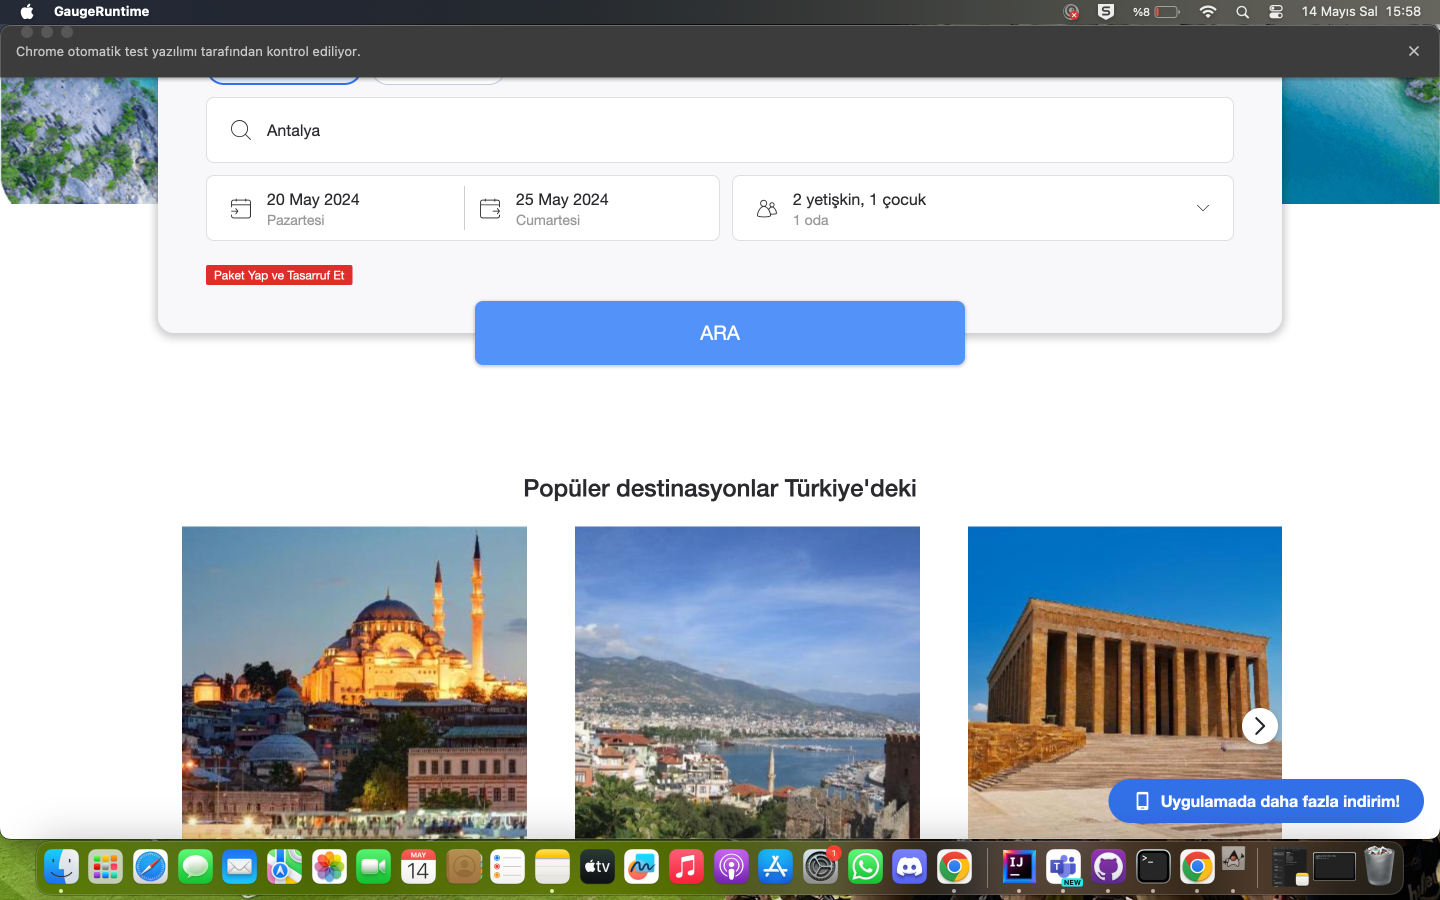 GaugeRuntime
S
%8
14 Mayıs Sal 15:58
Chrome otomatik test yazılımı tarafından kontrol ediliyor.
Antalya
20 May 2024
Pazartesi
25 May 2024
Cumartesi
2 yetişkin, 1 çocuk
1 oda
Paket Yap ve Tasarruf Et
ARA
Popüler destinasyonlar Türkiye'deki
Uygulamada daha fazla indirim!
MAY
14
tv
1
IJ
NEW
>_